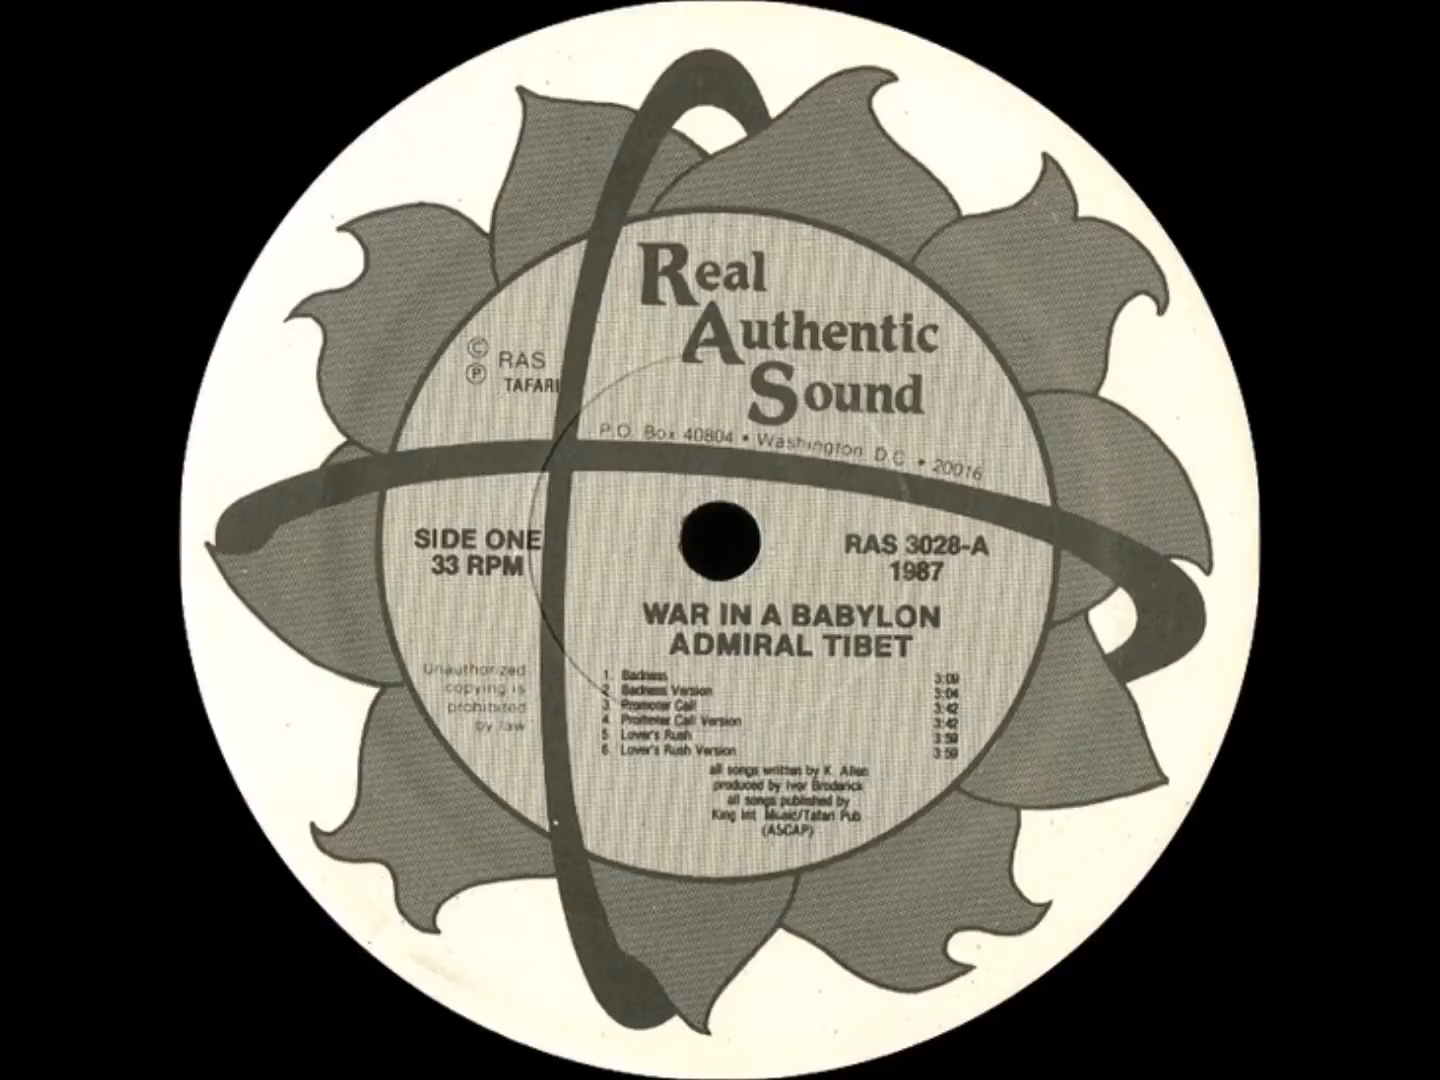 Real
Authentic
Sound
© RAS
℗ TAFARI
P.O. Box 40804 • Washington D.C. • 20016
SIDE ONE
33 RPM
RAS 3028-A
1987
WAR IN A BABYLON
ADMIRAL TIBET
1. Badness 3:09
2. Badness Version 3:04
3. Promoter Call 3:42
4. Promoter Call Version 3:42
5. Lover's Rush 3:59
6. Lover's Rush Version 3:59
Unauthorized
copying is
prohibited
by law
all songs written by K. Allen
produced by Ivor Broderick
all songs published by
King Int. Music/Tafari Pub.
(ASCAP)